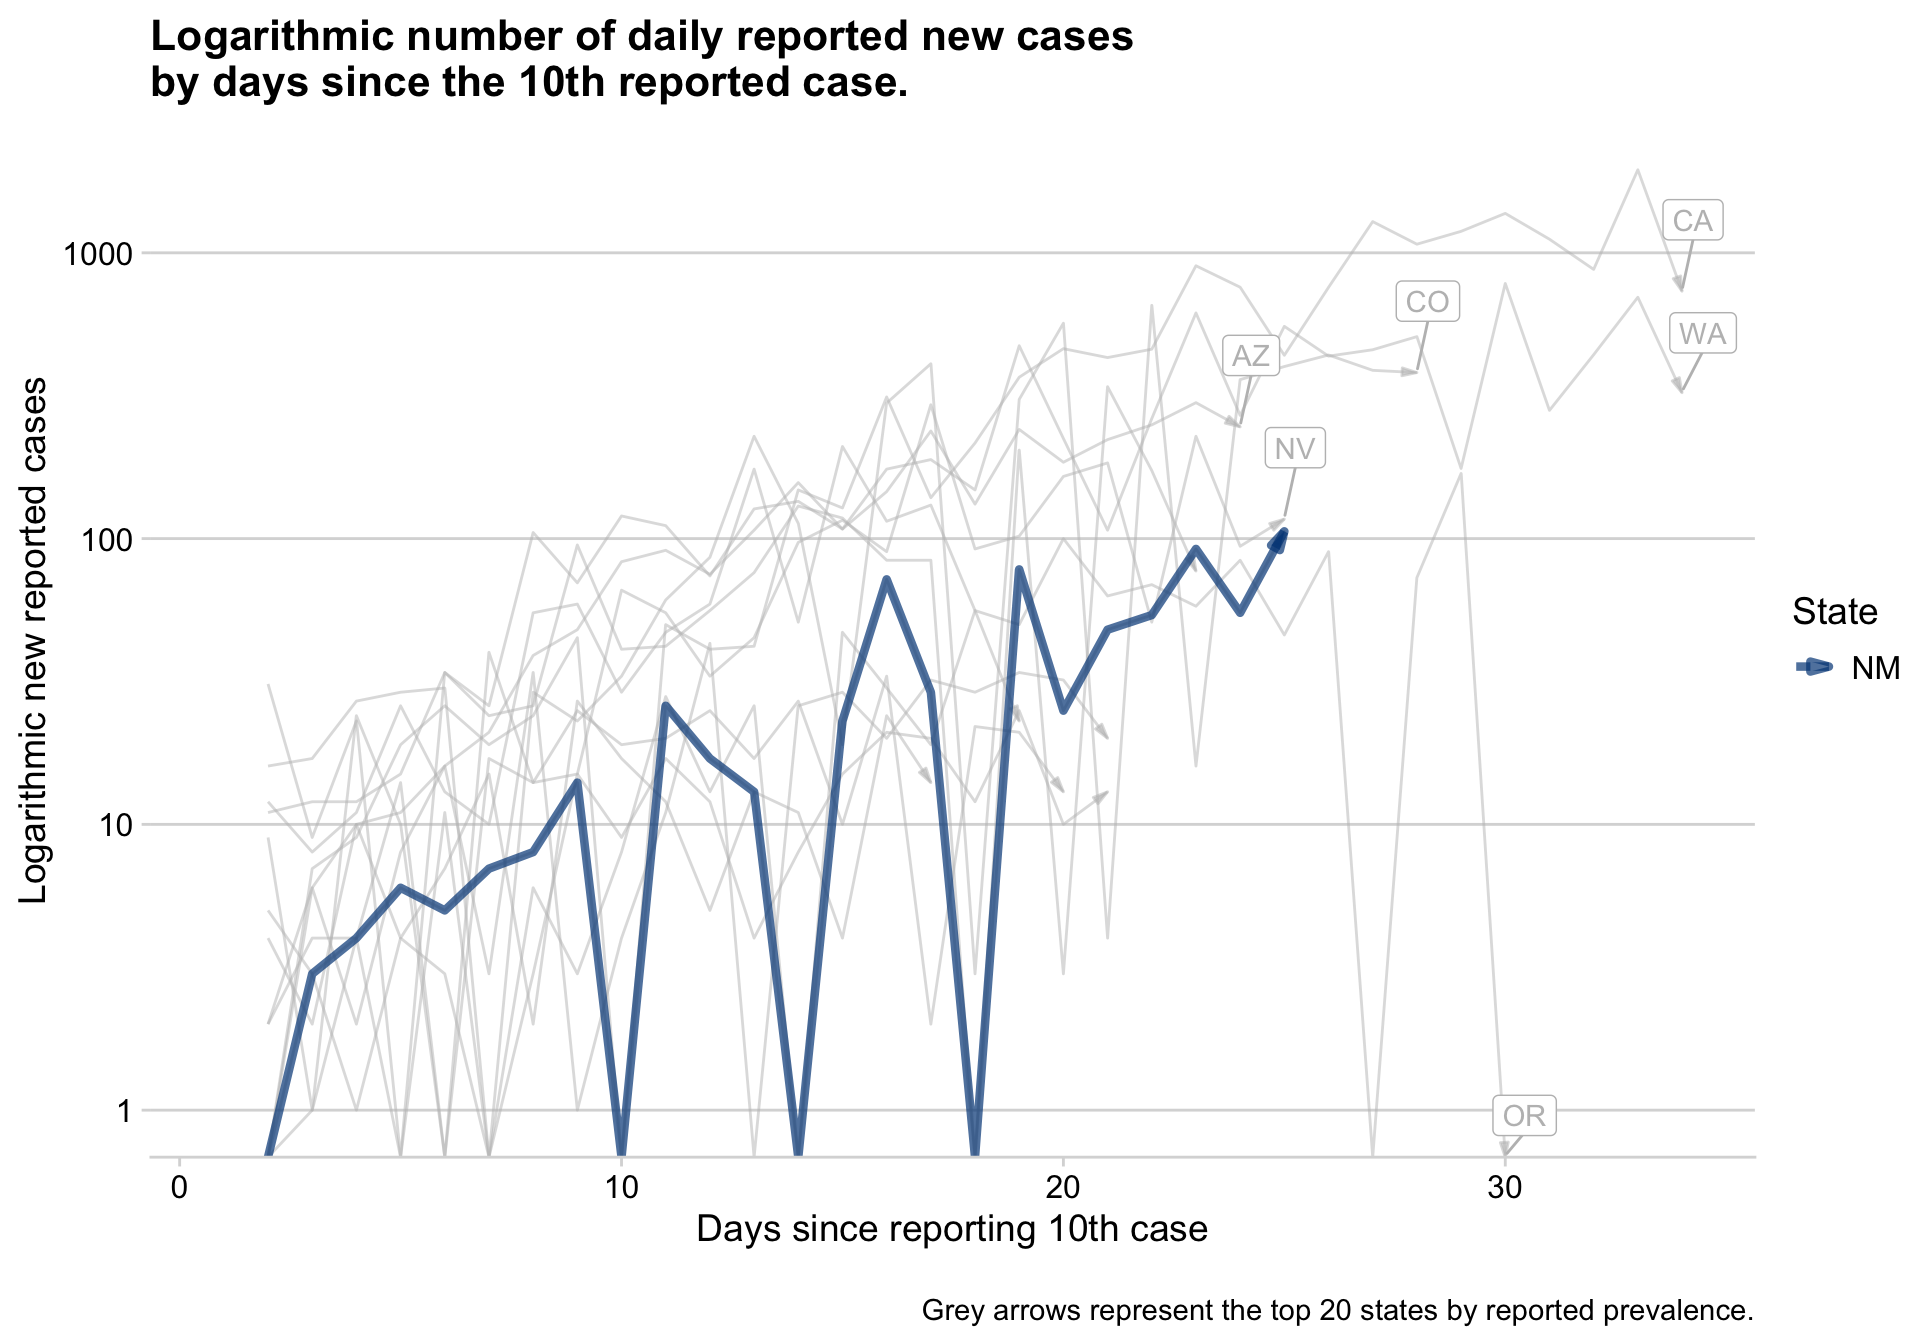 Logarithmic number of daily reported new cases
by days since the 10th reported case.
Logarithmic new reported cases
1000
100
10
1
CA
CO
WA
AZ
NV
OR
State
NM
0
10
20
30
Days since reporting 10th case
Grey arrows represent the top 20 states by reported prevalence.